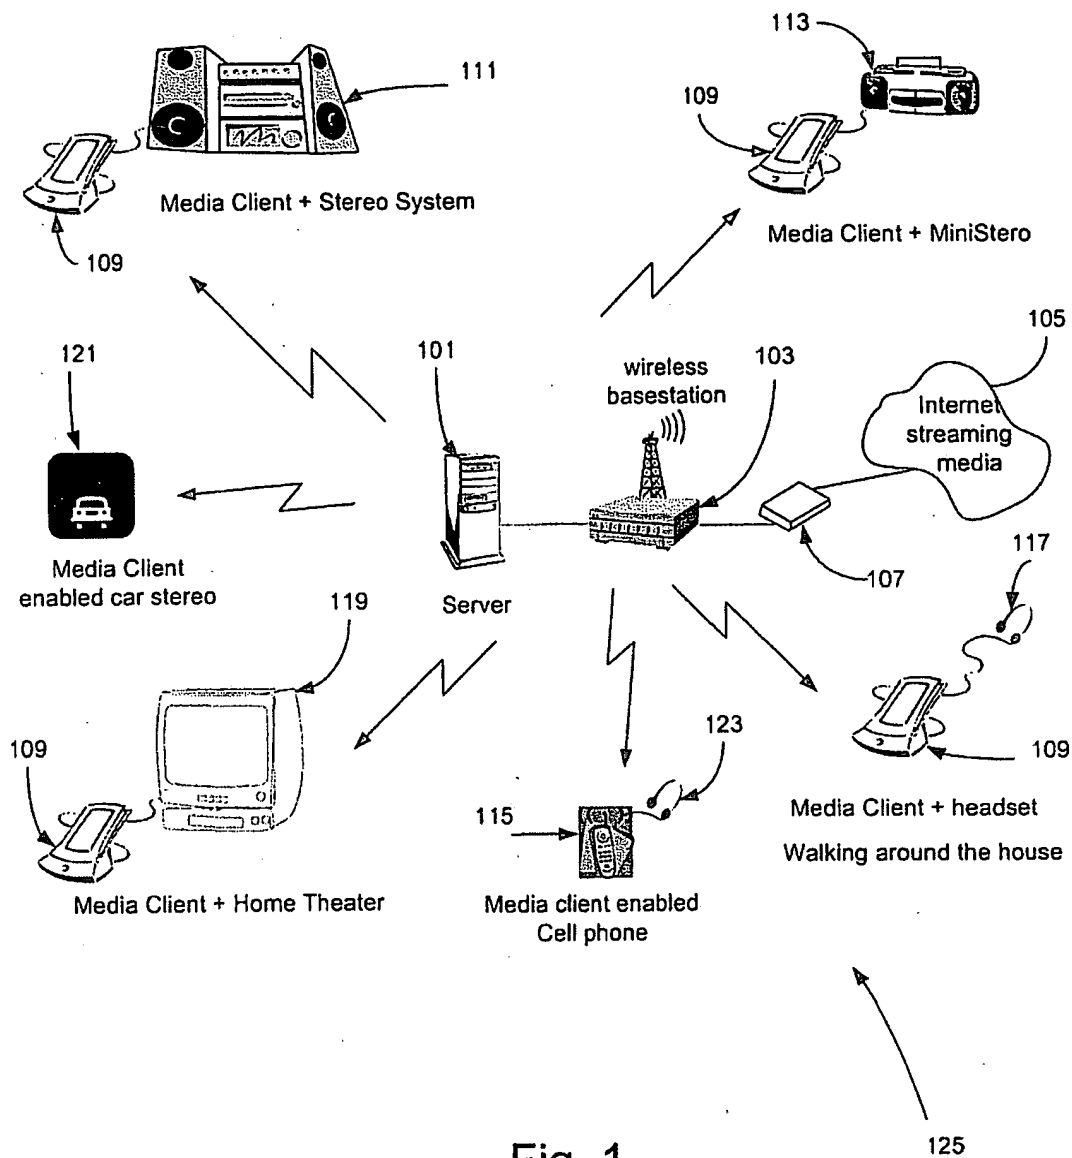 113
111
109
Media Client + Stereo System
109
Media Client + MiniStero
105
121
101
wireless
basestation
103
Internet
streaming
media
117
Media Client
enabled car stereo
119
Server
107
109
123
109
115
Media Client + headset
Walking around the house
Media Client + Home Theater
Media client enabled
Cell phone
125
Fig. 1